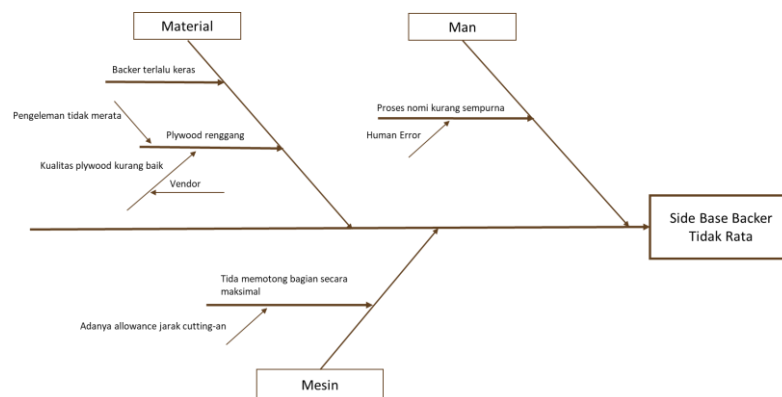 Material
Man
Backer terlalu keras
Pengeleman tidak merata
Plywood renggang
Kualitas plywood kurang baik
Vendor
Proses nomi kurang sempurna
Human Error
Side Base Backer
Tidak Rata
Tida memotong bagian secara
maksimal
Adanya allowance jarak cutting-an
Mesin